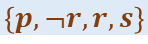 {p, ¬r, r, s}